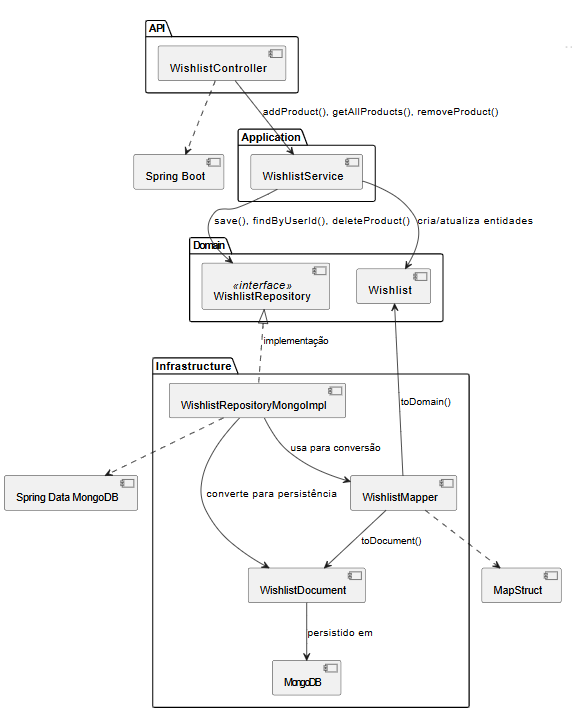 API
WishlistController
addProduct(), getAllProducts(), removeProduct()
Application
Spring Boot
WishlistService
save(), findByUserId(), deleteProduct()
cria/atualiza entidades
Domain
«interface»
WishlistRepository
Wishlist
implementação
Infrastructure
WishlistRepositoryMongoImpl
toDomain()
usa para conversão
Spring Data MongoDB
converte para persistência
WishlistMapper
toDocument()
WishlistDocument
MapStruct
persistido em
MongoDB